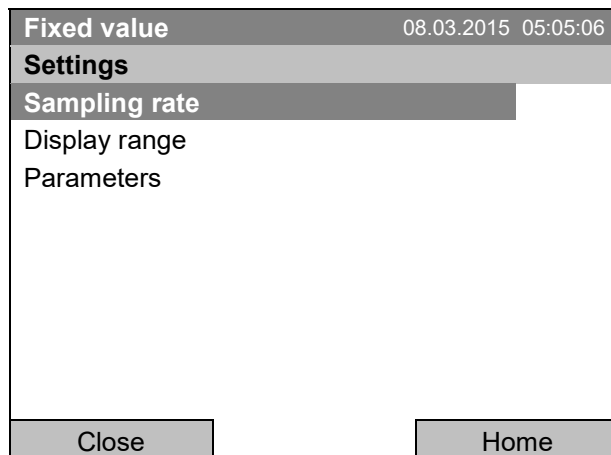 Fixed value 08.03.2015 05:05:06
Settings
Sampling rate
Display range
Parameters
Close Home